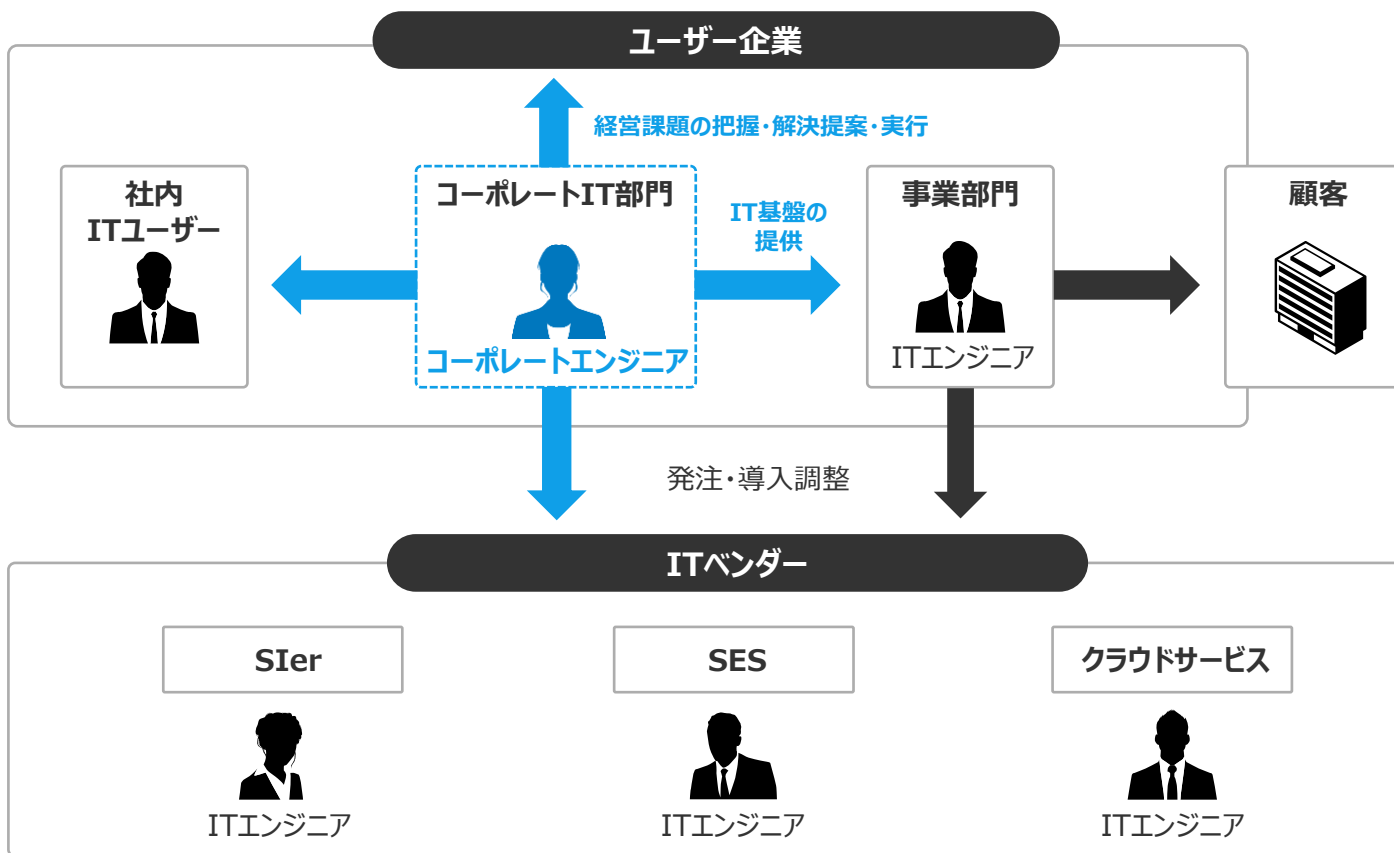 ユーザー企業
経営課題の把握・解決提案・実行
社内
ITユーザー
コーポレートIT部門
コーポレートエンジニア
IT基盤の
提供
事業部門
ITエンジニア
顧客
発注・導入調整
ITベンダー
SIer
SES
クラウドサービス
ITエンジニア
ITエンジニア
ITエンジニア